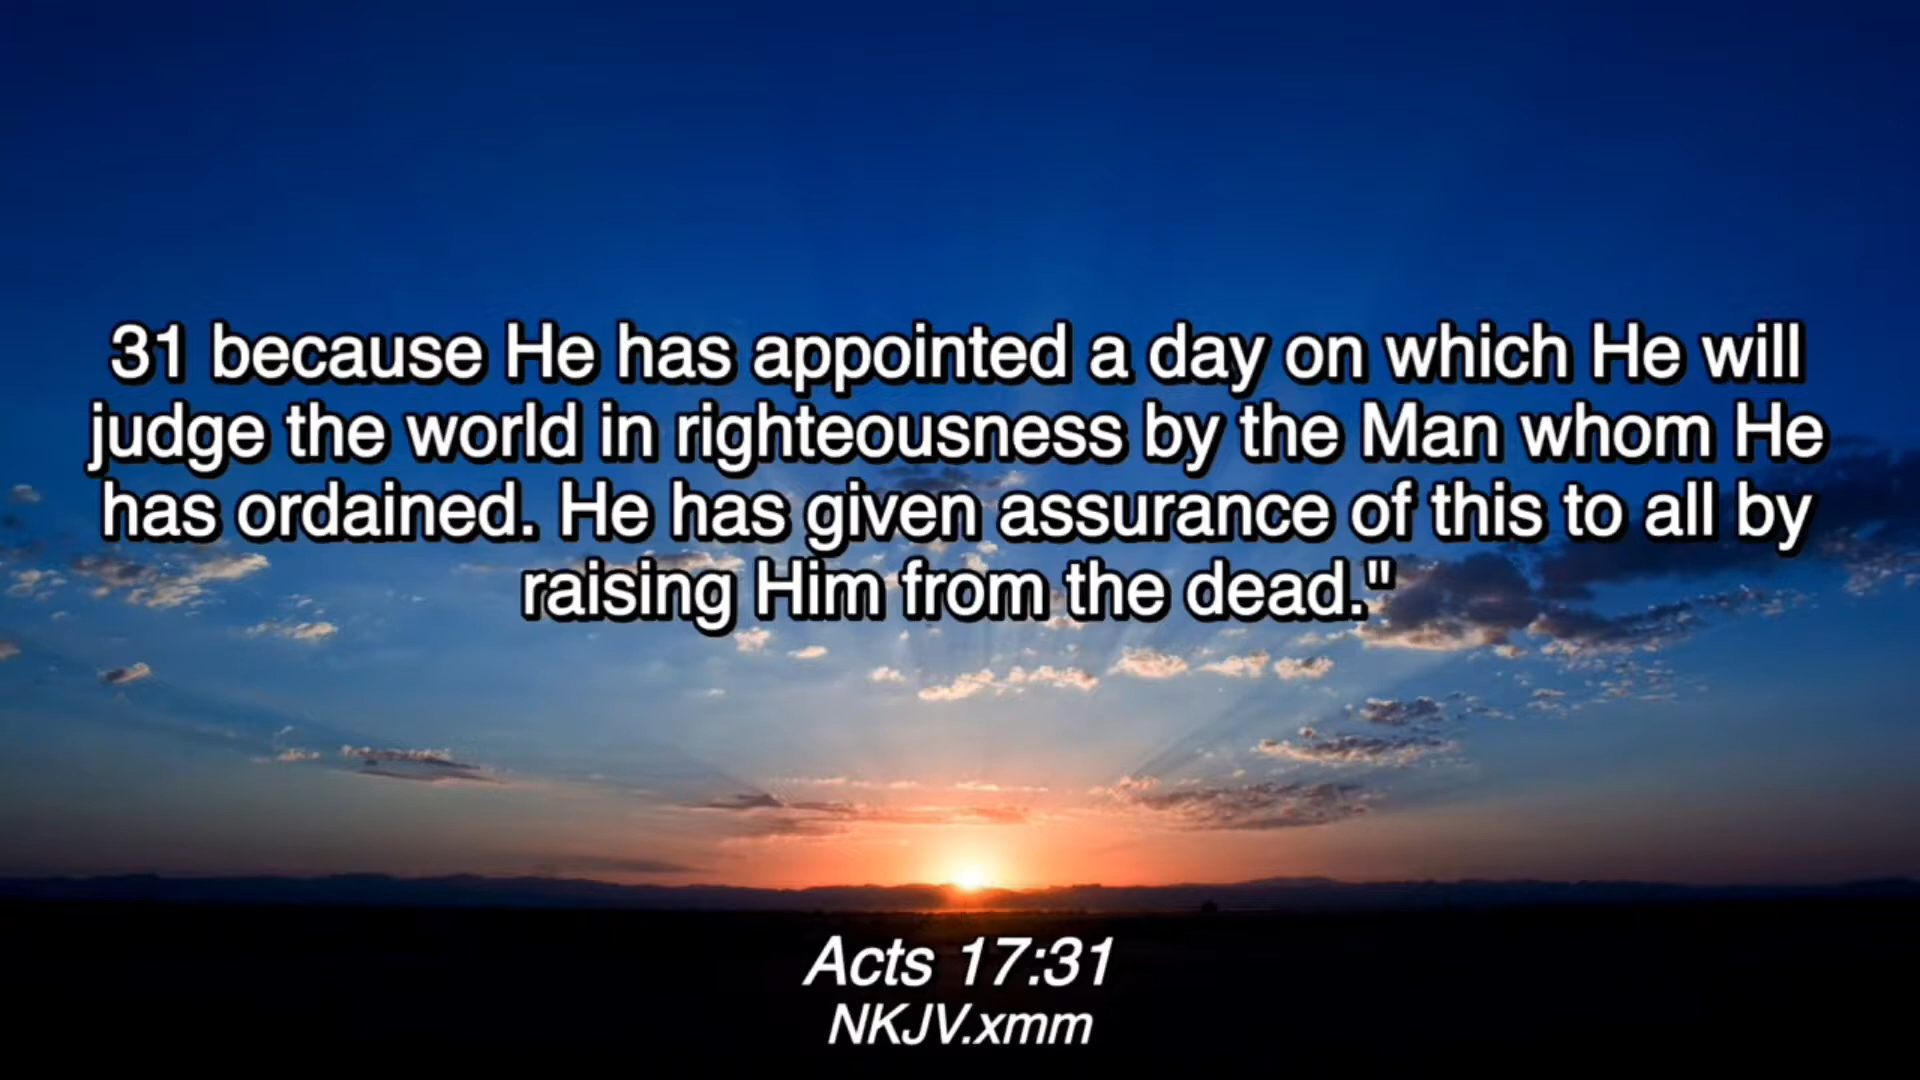 31 because He has appointed a day on which He will
judge the world in righteousness by the Man whom He
has ordained. He has given assurance of this to all by
raising Him from the dead."
Acts 17:31
NKJV.xmm